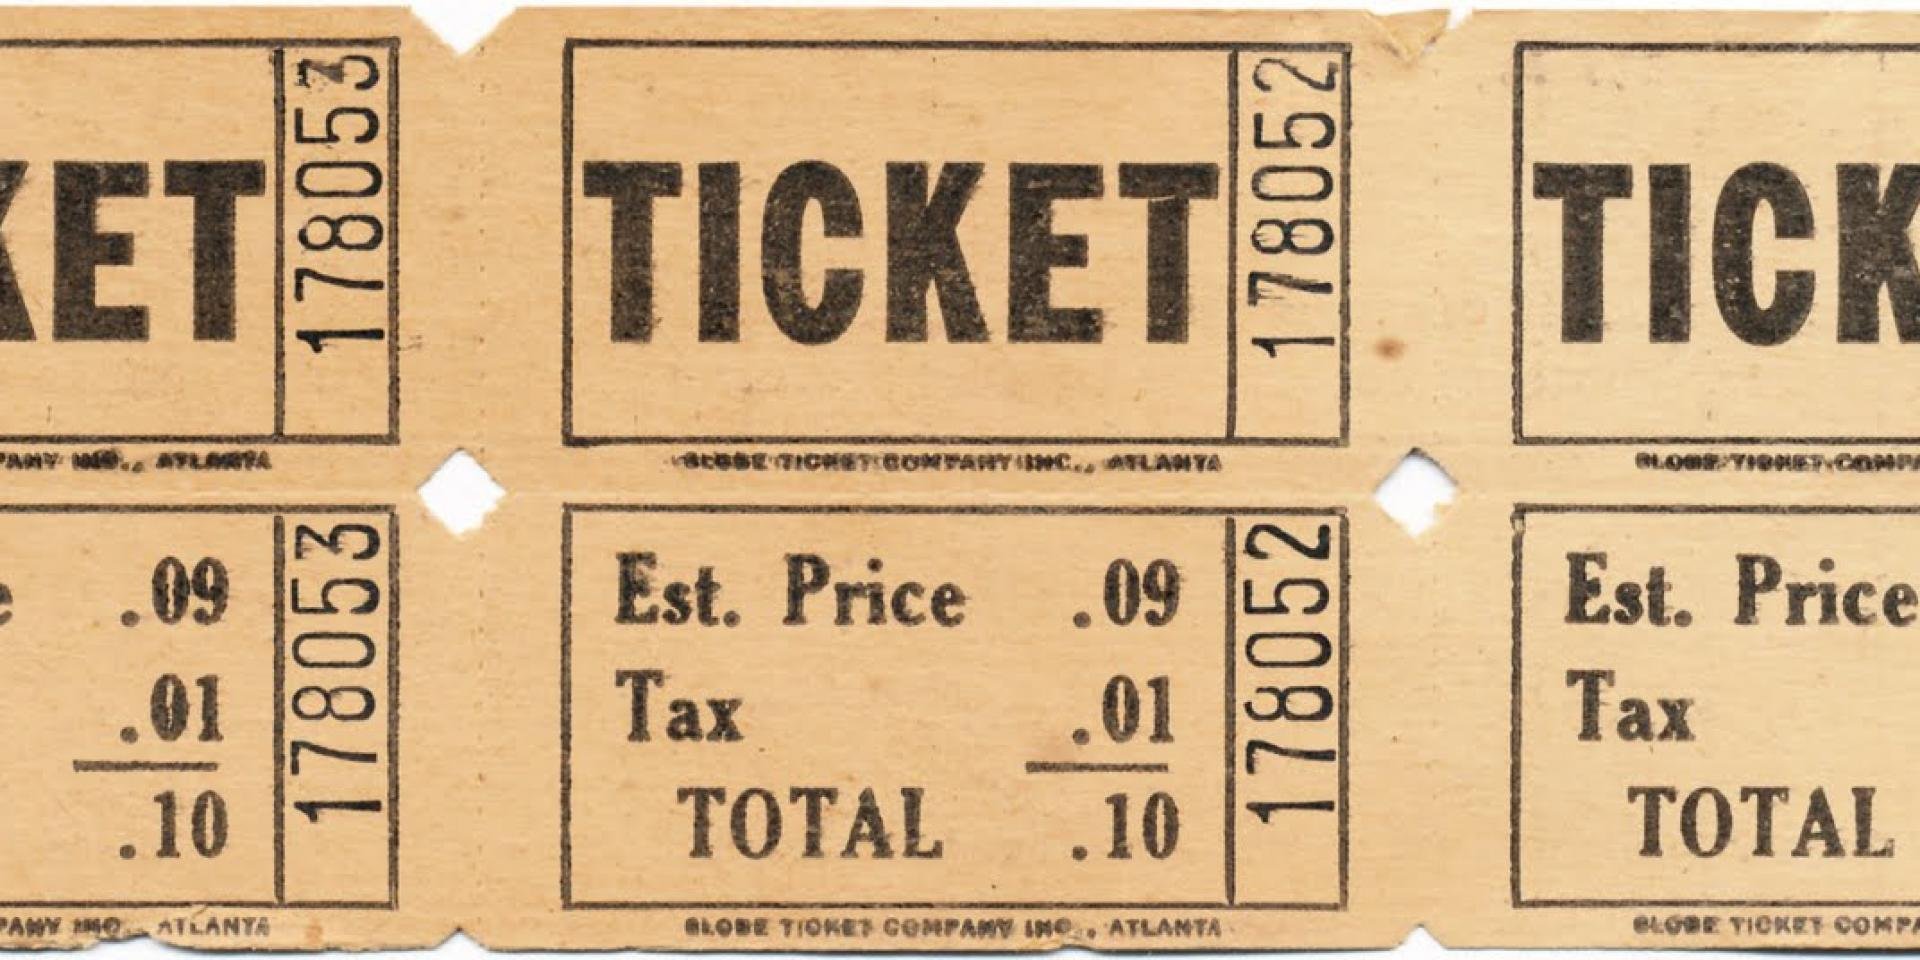 KET 178053
TICKET 178052
TICK
PANY INC., ATLANTA
GLOBE TICKET COMPANY INC., ATLANTA
GLOBE TICKET COMPA
e .09
.01
.10
178053
Est. Price .09
Tax .01
TOTAL .10
178052
Est. Price
Tax
TOTAL
PANY INC., ATLANTA
GLOBE TICKET COMPANY INC., ATLANTA
GLOBE TICKET COMPA